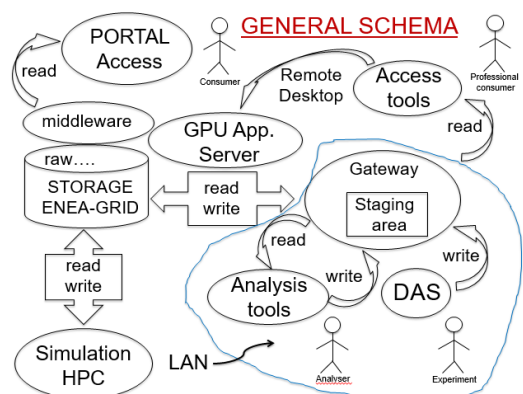 GENERAL SCHEMA
PORTAL
Access
read
Consumer
Remote
Desktop
Access
tools
Professional
consumer
middleware
GPU App.
Server
read
raw....
STORAGE
ENEA-GRID
read
write
Gateway
Staging
area
read
write
read
write
Analysis
tools
DAS
write
Simulation
HPC
LAN
Analyser
Experiment